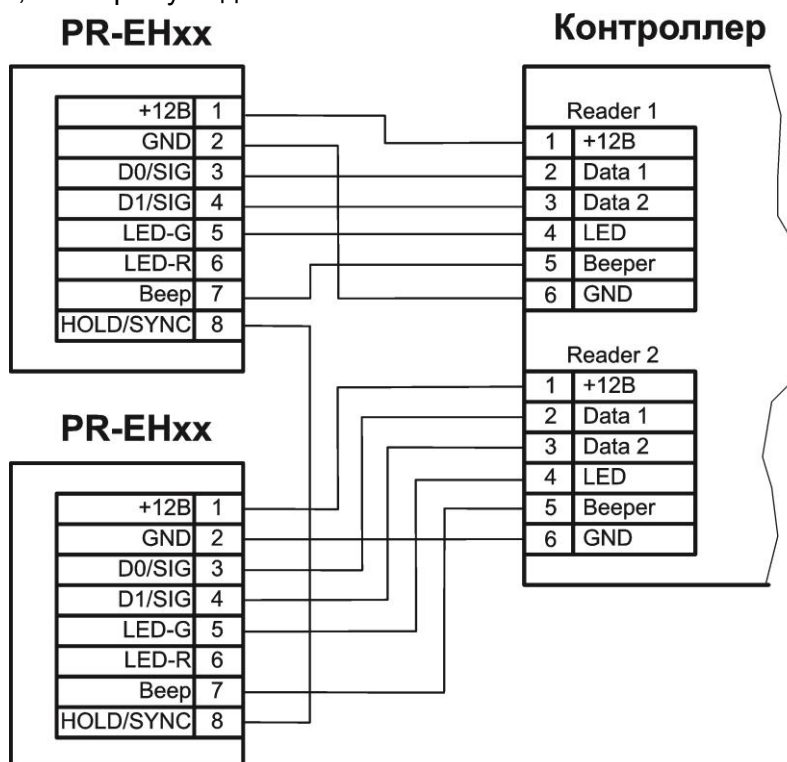 PR-EHxx
+12В 1
GND 2
D0/SIG 3
D1/SIG 4
LED-G 5
LED-R 6
Beep 7
HOLD/SYNC 8
PR-EHxx
+12В 1
GND 2
D0/SIG 3
D1/SIG 4
LED-G 5
LED-R 6
Beep 7
HOLD/SYNC 8
Контроллер
Reader 1
1 +12В
2 Data 1
3 Data 2
4 LED
5 Beeper
6 GND
Reader 2
1 +12В
2 Data 1
3 Data 2
4 LED
5 Beeper
6 GND